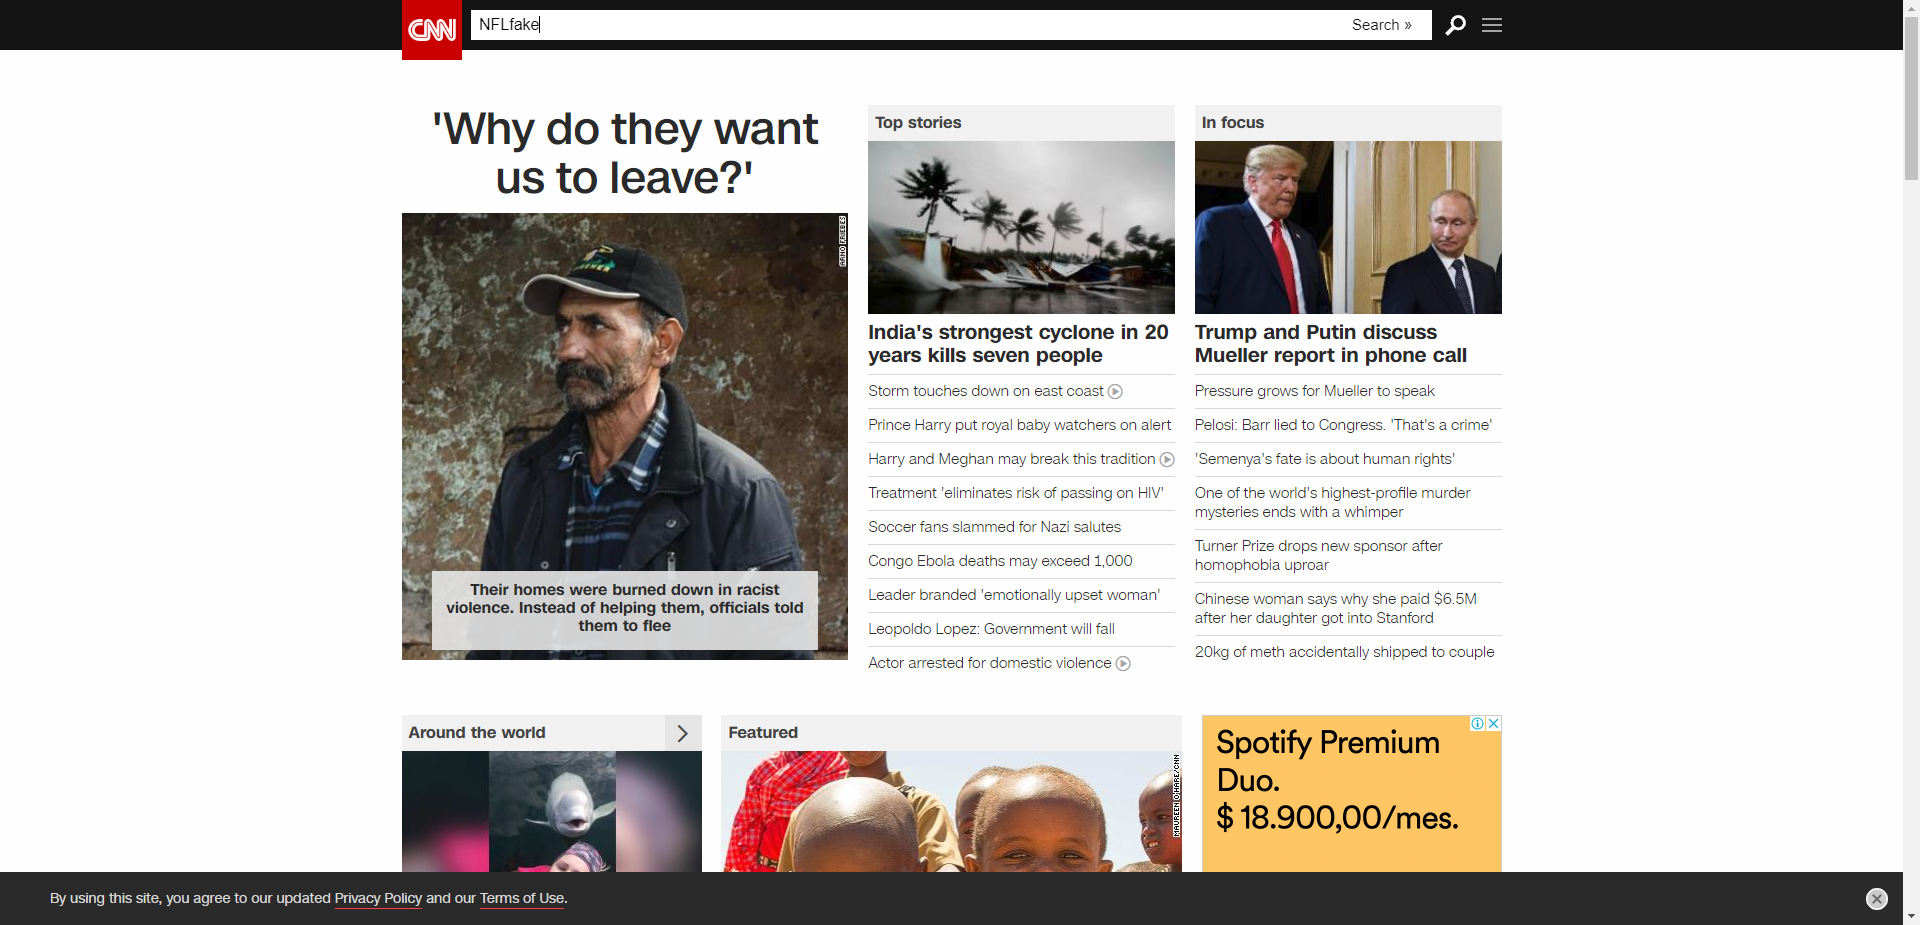 CNN
NFLfake
Search »
'Why do they want
us to leave?'
ARNO FRIEBES
Their homes were burned down in racist
violence. Instead of helping them, officials told
them to flee
Top stories
India's strongest cyclone in 20
years kills seven people
Storm touches down on east coast
Prince Harry put royal baby watchers on alert
Harry and Meghan may break this tradition
Treatment 'eliminates risk of passing on HIV'
Soccer fans slammed for Nazi salutes
Congo Ebola deaths may exceed 1,000
Leader branded 'emotionally upset woman'
Leopoldo Lopez: Government will fall
Actor arrested for domestic violence
In focus
Trump and Putin discuss
Mueller report in phone call
Pressure grows for Mueller to speak
Pelosi: Barr lied to Congress. 'That's a crime'
'Semenya's fate is about human rights'
One of the world's highest-profile murder
mysteries ends with a whimper
Turner Prize drops new sponsor after
homophobia uproar
Chinese woman says why she paid $6.5M
after her daughter got into Stanford
20kg of meth accidentally shipped to couple
Around the world
Featured
MAUREEN O'HARE/CNN
Spotify Premium
Duo.
$ 18.900,00/mes.
By using this site, you agree to our updated Privacy Policy and our Terms of Use.